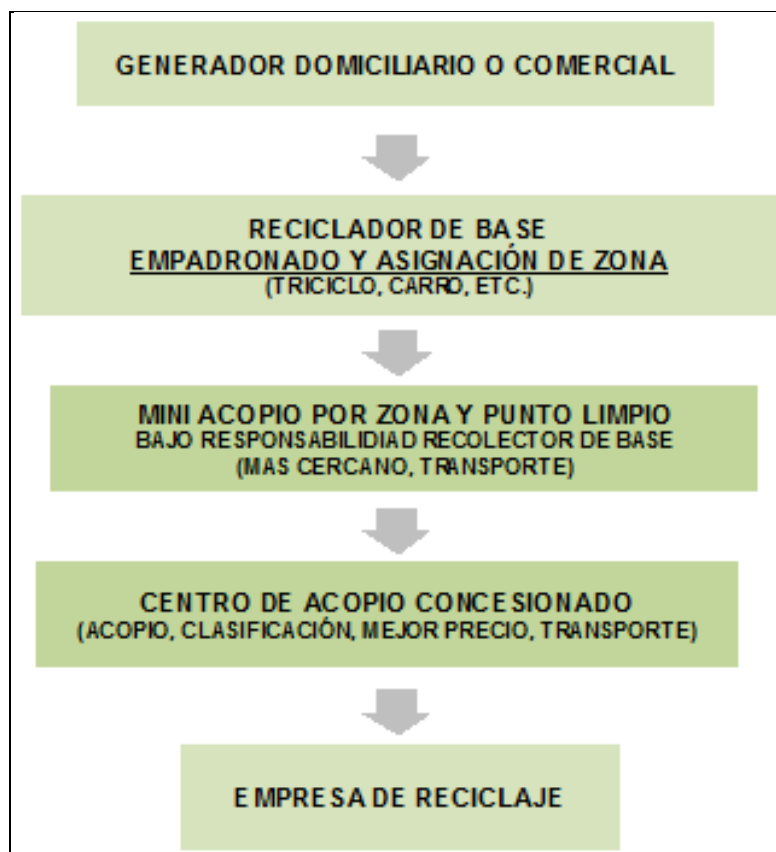 GENERADOR DOMICILIARIO O COMERCIAL
RECICLADOR DE BASE
EMPADRONADO Y ASIGNACIÓN DE ZONA
(TRICICLO, CARRO, ETC.)
MINI ACOPIO POR ZONA Y PUNTO LIMPIO
BAJO RESPONSABILIDIAD RECOLECTOR DE BASE
(MAS CERCANO, TRANSPORTE)
CENTRO DE ACOPIO CONCESIONADO
(ACOPIO, CLASIFICACIÓN, MEJOR PRECIO, TRANSPORTE)
EMPRESA DE RECICLAJE